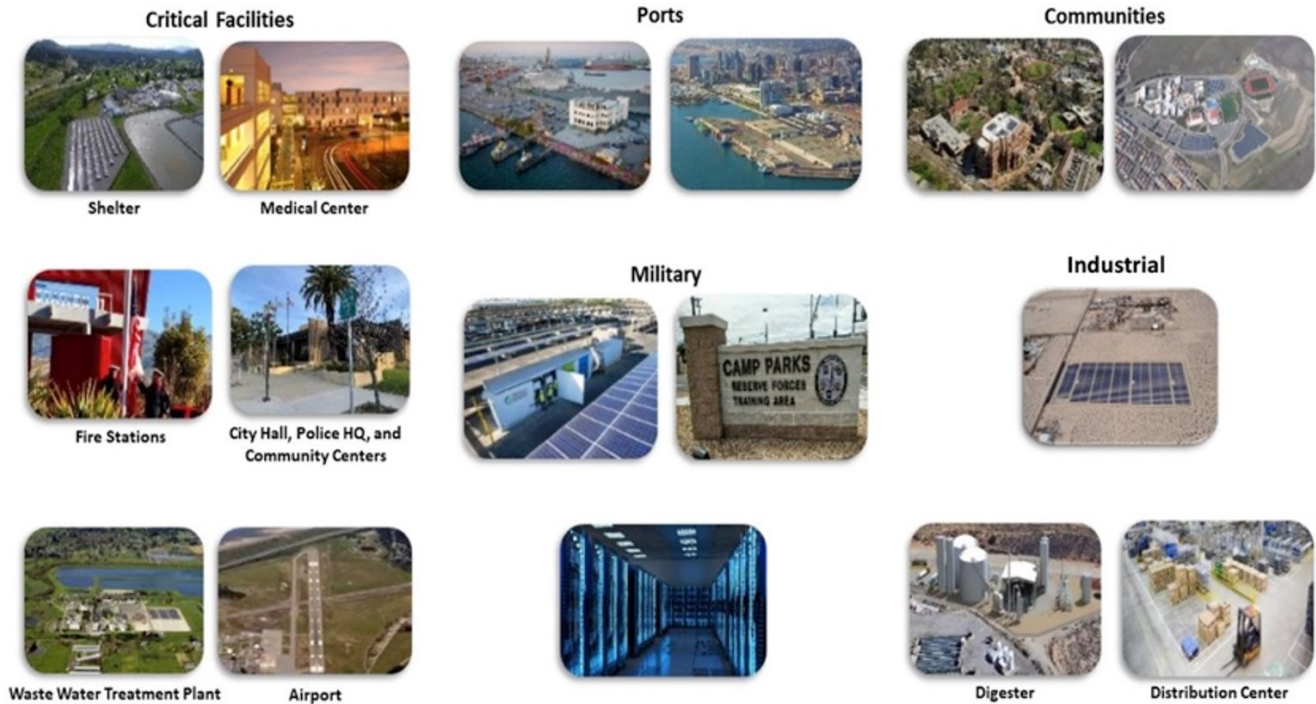 Critical Facilities
Ports
Communities
Shelter
Medical Center
Military
Industrial
CAMP PARKS
RESERVE FORCES
TRAINING AREA
Fire Stations
City Hall, Police HQ, and
Community Centers
Waste Water Treatment Plant
Airport
Digester
Distribution Center